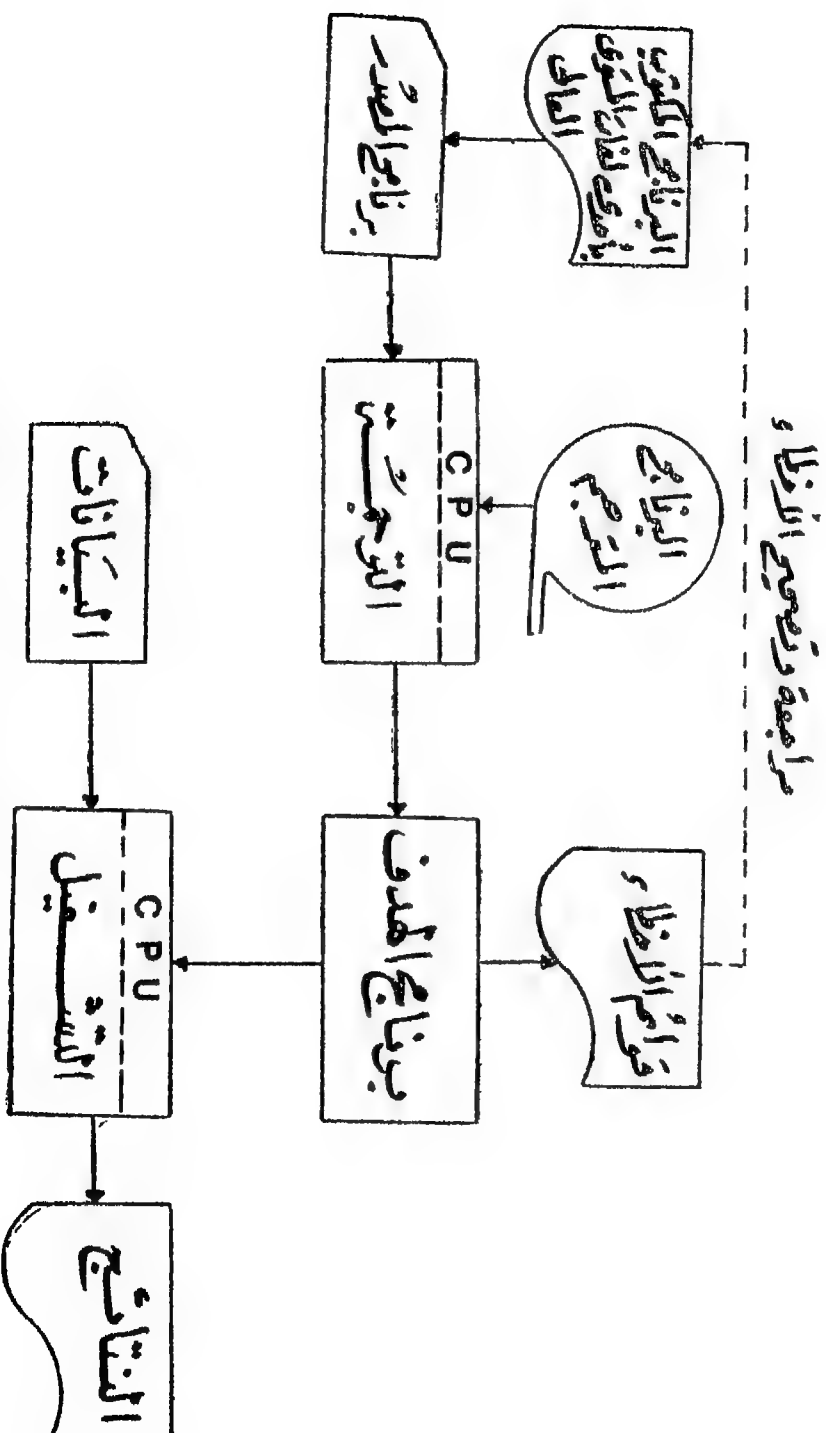 مراجعة وتصحيح الأخطاء
البرنامج المكتوب
بإحدى لغات المستوى
العالى
قوائم الأخطاء
البرنامج
المترجم
برنامج المصدر
CPU
الترجمة
برنامج الهدف
البيانات
CPU
التشغيل
النتائج